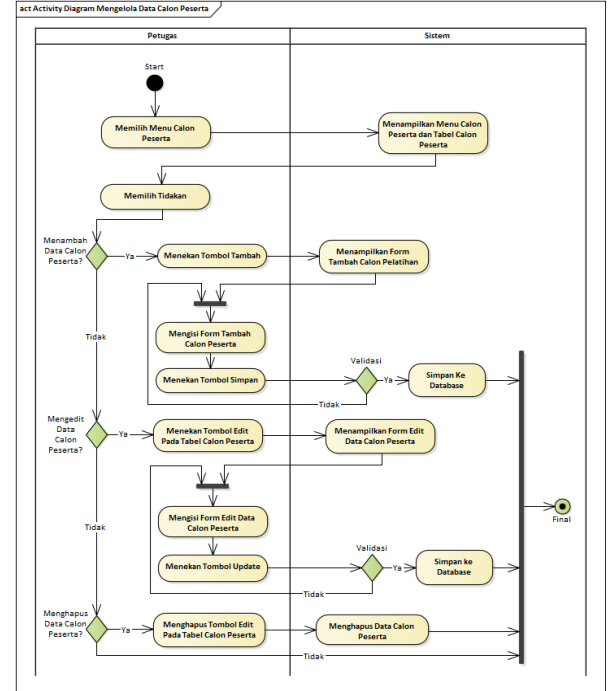 act Activity Diagram Mengelola Data Calon Peserta
Petugas
Sistem
Start
Memilih Menu Calon
Peserta
Menampilkan Menu Calon
Peserta dan Tabel Calon
Peserta
Memilih Tidakan
Menambah
Data Calon
Peserta?
Ya
Menekan Tombol Tambah
Menampilkan Form
Tambah Calon Pelatihan
Tidak
Mengisi Form Tambah
Calon Peserta
Menekan Tombol Simpan
Validasi
Ya
Simpan Ke
Database
Tidak
Mengedit
Data
Calon
Peserta?
Ya
Menekan Tombol Edit
Pada Tabel Calon Peserta
Menampilkan Form Edit
Data Calon Peserta
Tidak
Mengisi Form Edit Data
Calon Peserta
Menekan Tombol Update
Validasi
Ya
Simpan ke
Database
Tidak
Final
Menghapus
Data Calon
Peserta?
Ya
Menghapus Tombol Edit
Pada Tabel Calon Peserta
Menghapus Data Calon
Peserta
Tidak